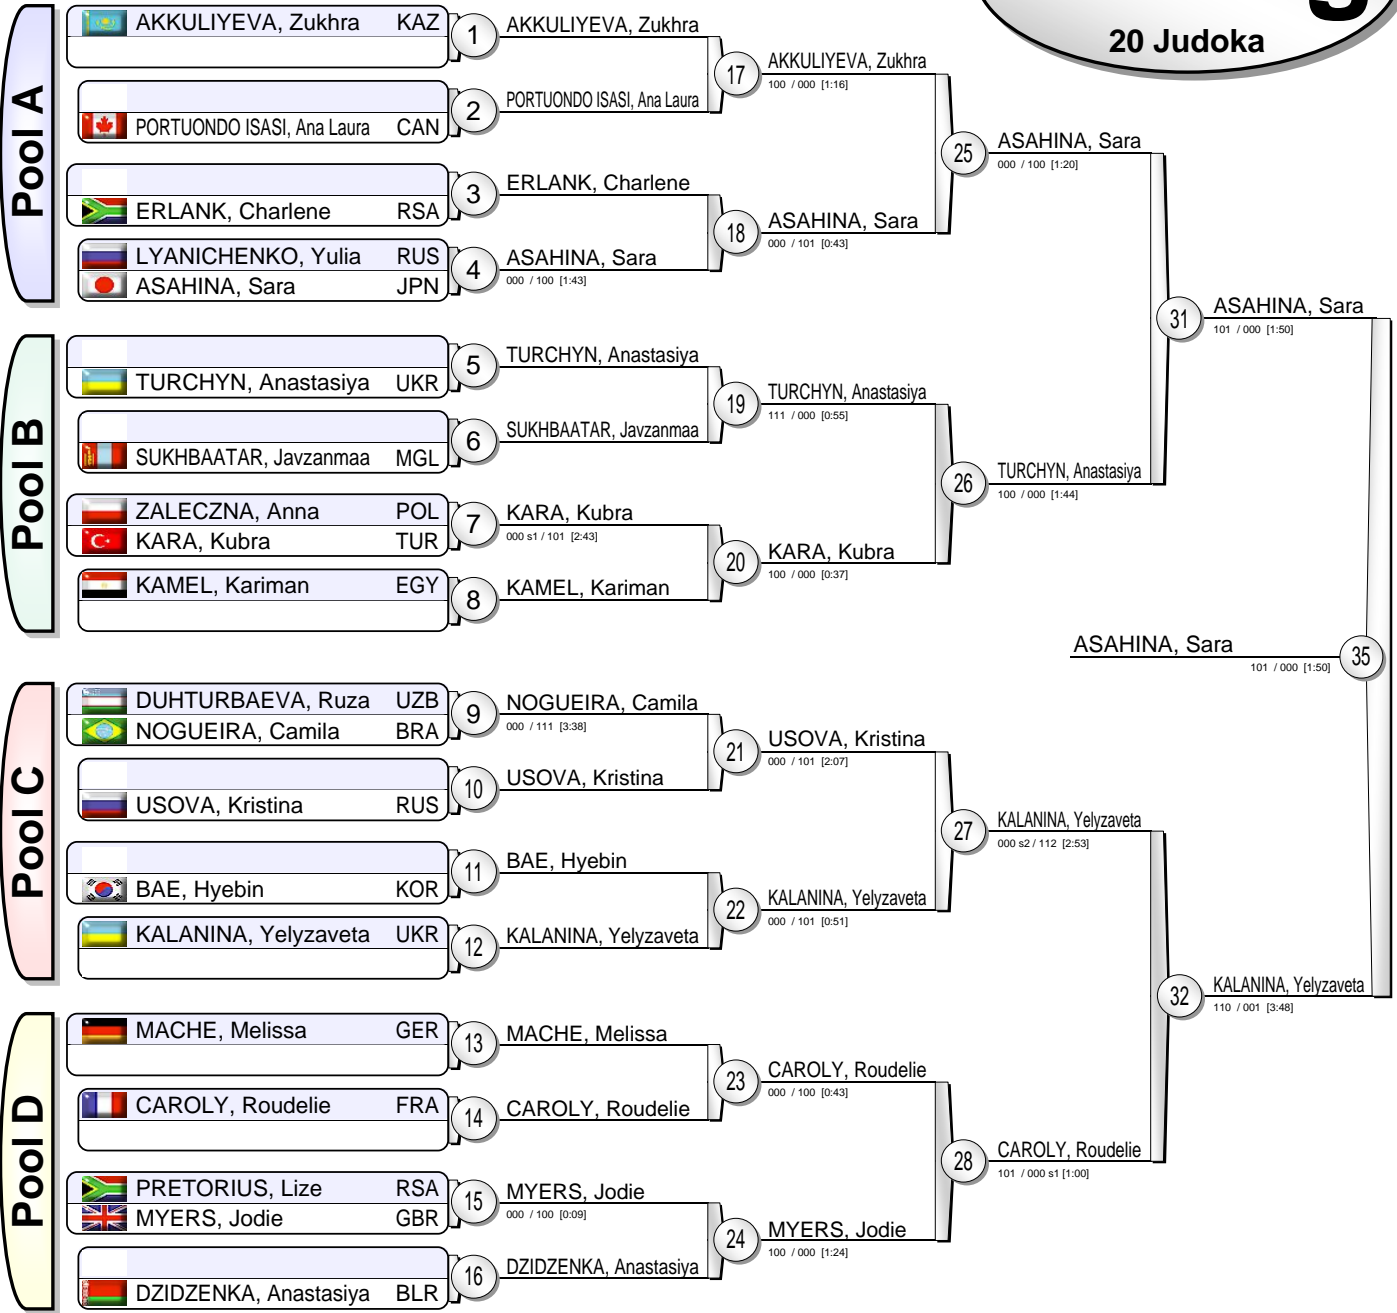 20 Judoka
Pool A
AKKULIYEVA, Zukhra KAZ
PORTUONDO ISASI, Ana Laura CAN
ERLANK, Charlene RSA
LYANICHENKO, Yulia RUS
ASAHINA, Sara JPN
1
2
3
4
AKKULIYEVA, Zukhra
PORTUONDO ISASI, Ana Laura
ERLANK, Charlene
ASAHINA, Sara
000 / 100 [1:43]
17
18
AKKULIYEVA, Zukhra
100 / 000 [1:16]
ASAHINA, Sara
000 / 101 [0:43]
25
ASAHINA, Sara
000 / 100 [1:20]
Pool B
TURCHYN, Anastasiya UKR
SUKHBAATAR, Javzanmaa MGL
ZALECZNA, Anna POL
KARA, Kubra TUR
KAMEL, Kariman EGY
5
6
7
8
TURCHYN, Anastasiya
SUKHBAATAR, Javzanmaa
KARA, Kubra
000 s1 / 101 [2:43]
KAMEL, Kariman
19
20
TURCHYN, Anastasiya
111 / 000 [0:55]
KARA, Kubra
100 / 000 [0:37]
26
TURCHYN, Anastasiya
100 / 000 [1:44]
31
ASAHINA, Sara
101 / 000 [1:50]
ASAHINA, Sara
101 / 000 [1:50]
35
Pool C
DUHTURBAEVA, Ruza UZB
NOGUEIRA, Camila BRA
USOVA, Kristina RUS
BAE, Hyebin KOR
KALANINA, Yelyzaveta UKR
9
10
11
12
NOGUEIRA, Camila
000 / 111 [3:38]
USOVA, Kristina
BAE, Hyebin
KALANINA, Yelyzaveta
21
22
USOVA, Kristina
000 / 101 [2:07]
KALANINA, Yelyzaveta
000 / 101 [0:51]
27
KALANINA, Yelyzaveta
000 s2 / 112 [2:53]
Pool D
MACHE, Melissa GER
CAROLY, Roudelie FRA
PRETORIUS, Lize RSA
MYERS, Jodie GBR
DZIDZENKA, Anastasiya BLR
13
14
15
16
MACHE, Melissa
CAROLY, Roudelie
MYERS, Jodie
000 / 100 [0:09]
DZIDZENKA, Anastasiya
23
24
CAROLY, Roudelie
000 / 100 [0:43]
MYERS, Jodie
100 / 000 [1:24]
28
CAROLY, Roudelie
101 / 000 s1 [1:00]
32
KALANINA, Yelyzaveta
110 / 001 [3:48]